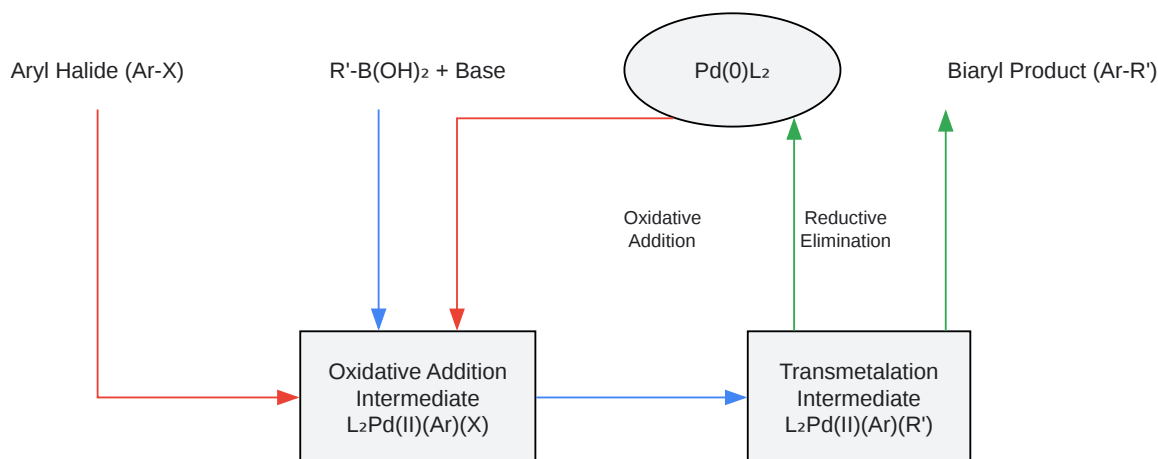 Aryl Halide (Ar-X)
R'-B(OH)₂ + Base
Pd(0)L₂
Biaryl Product (Ar-R')
Oxidative
Addition
Reductive
Elimination
Oxidative Addition
Intermediate
L₂Pd(II)(Ar)(X)
Transmetalation
Intermediate
L₂Pd(II)(Ar)(R')